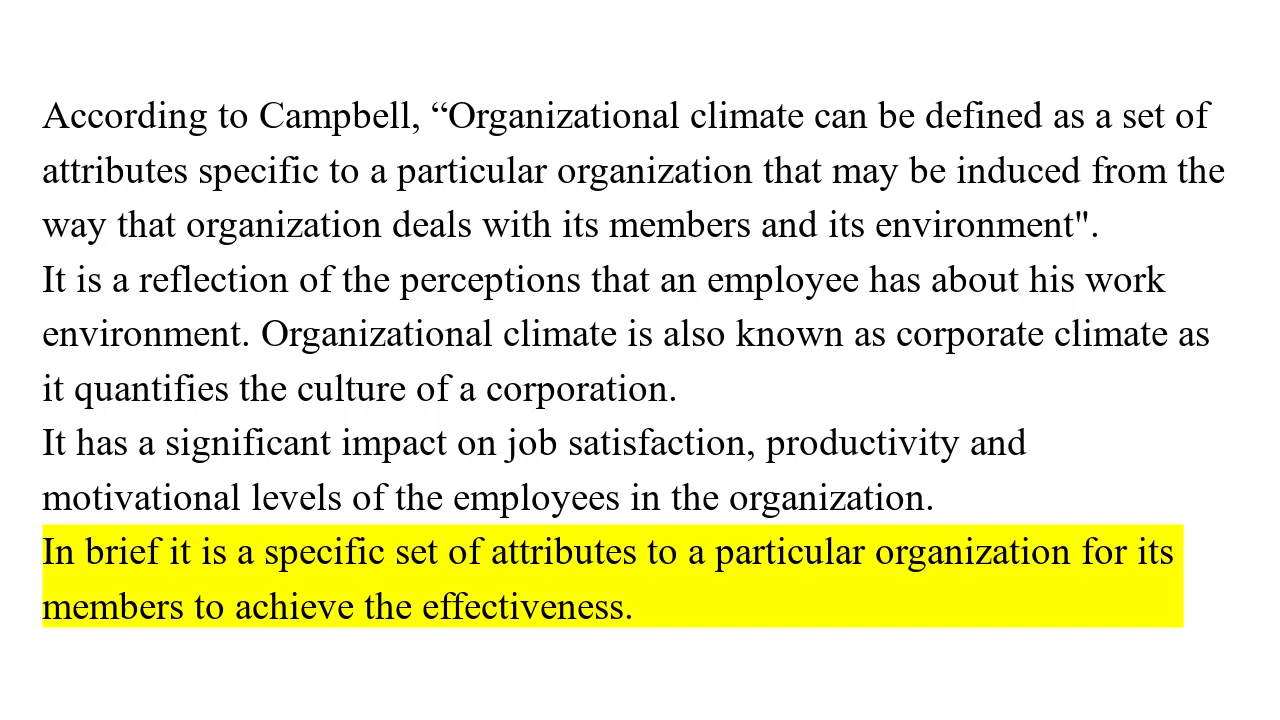 According to Campbell, “Organizational climate can be defined as a set of
attributes specific to a particular organization that may be induced from the
way that organization deals with its members and its environment".
It is a reflection of the perceptions that an employee has about his work
environment. Organizational climate is also known as corporate climate as
it quantifies the culture of a corporation.
It has a significant impact on job satisfaction, productivity and
motivational levels of the employees in the organization.
In brief it is a specific set of attributes to a particular organization for its
members to achieve the effectiveness.